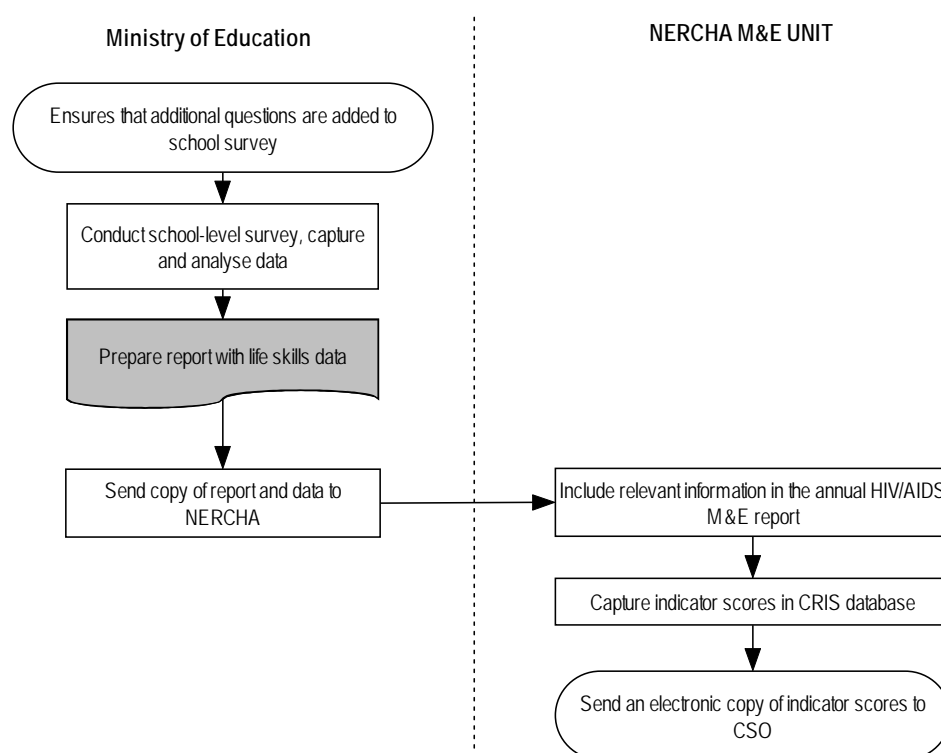 Ministry of Education
Ensures that additional questions are added to
school survey
Conduct school-level survey, capture
and analyse data
Prepare report with life skills data
Send copy of report and data to
NERCHA
NERCHA M&E UNIT
Include relevant information in the annual HIV/AIDS
M&E report
Capture indicator scores in CRIS database
Send an electronic copy of indicator scores to
CSO